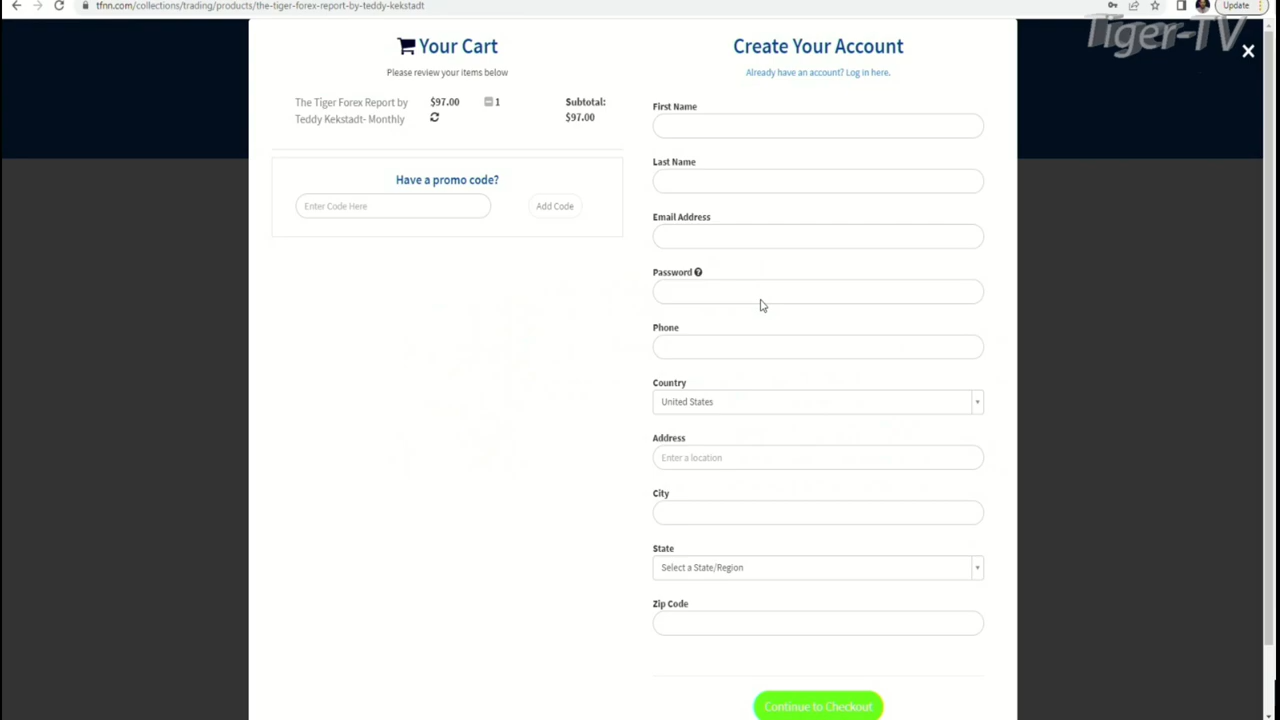 tfnn.com/collections/trading/products/the-tiger-forex-report-by-teddy-kekstadt
Update
Tiger-TV
Your Cart
Please review your items below
The Tiger Forex Report by
Teddy Kekstadt- Monthly
$97.00
1
Subtotal:
$97.00
Have a promo code?
Enter Code Here
Add Code
Create Your Account
Already have an account? Log in here.
First Name
Last Name
Email Address
Password
Phone
Country
United States
Address
Enter a location
City
State
Select a State/Region
Zip Code
Continue to Checkout